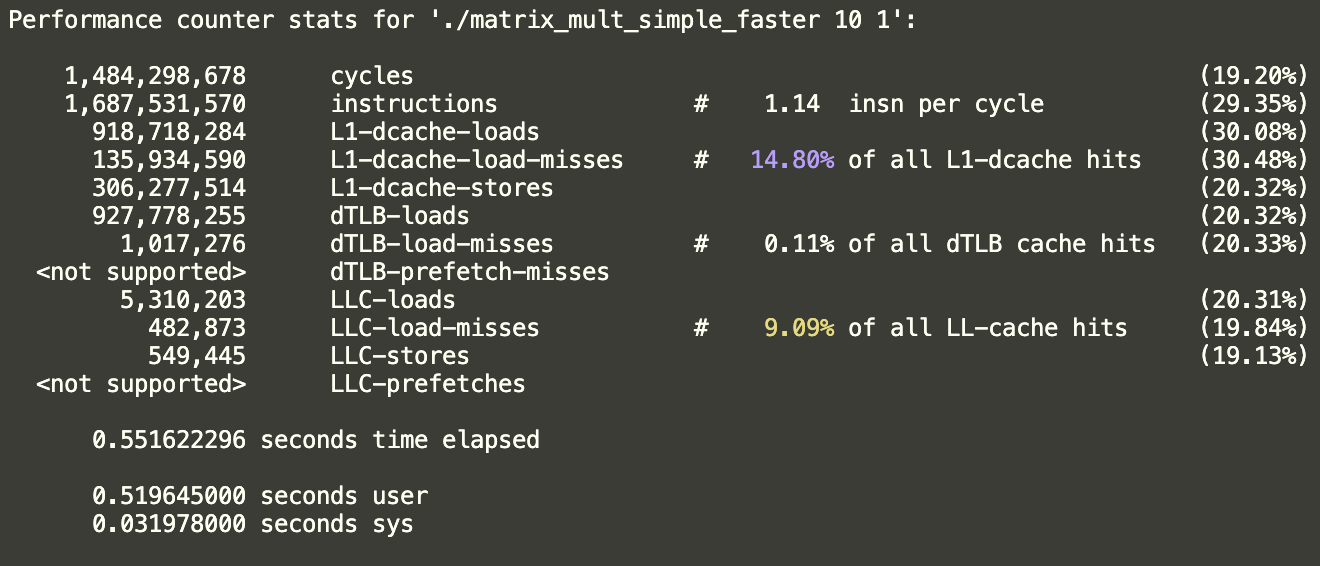 Performance counter stats for './matrix_mult_simple_faster 10 1':
1,484,298,678 cycles (19.20%)
1,687,531,570 instructions # 1.14 insn per cycle (29.35%)
918,718,284 L1-dcache-loads (30.08%)
135,934,590 L1-dcache-load-misses # 14.80% of all L1-dcache hits (30.48%)
306,277,514 L1-dcache-stores (20.32%)
927,778,255 dTLB-loads (20.32%)
1,017,276 dTLB-load-misses # 0.11% of all dTLB cache hits (20.33%)
<not supported> dTLB-prefetch-misses
5,310,203 LLC-loads (20.31%)
482,873 LLC-load-misses # 9.09% of all LL-cache hits (19.84%)
549,445 LLC-stores (19.13%)
<not supported> LLC-prefetches
0.551622296 seconds time elapsed
0.519645000 seconds user
0.031978000 seconds sys